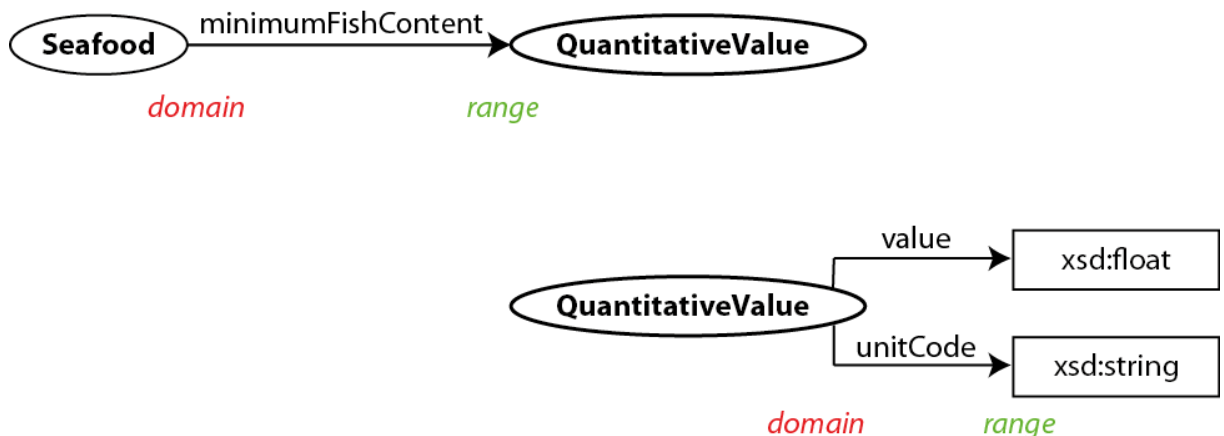 minimumFishContent
Seafood
QuantitativeValue
domain
range
value
xsd:float
QuantitativeValue
unitCode
xsd:string
domain
range